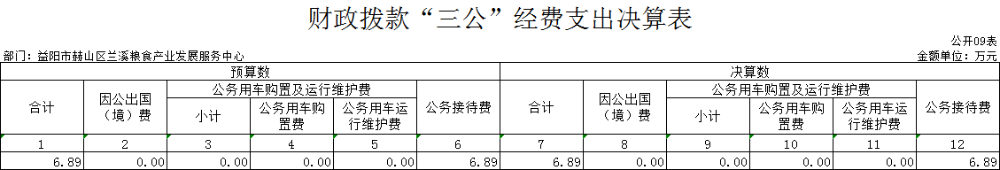 财政拨款“三公”经费支出决算表
公开09表
部门：益阳市赫山区兰溪粮食产业发展服务中心 金额单位：万元
预算数 决算数
合计 因公出国（境）费 公务用车购置及运行维护费 公务接待费 合计 因公出国（境）费 公务用车购置及运行维护费 公务接待费
小计 公务用车购置费 公务用车运行维护费 小计 公务用车购置费 公务用车运行维护费
1 2 3 4 5 6 7 8 9 10 11 12
6.89 0.00 0.00 0.00 0.00 6.89 6.89 0.00 0.00 0.00 0.00 6.89